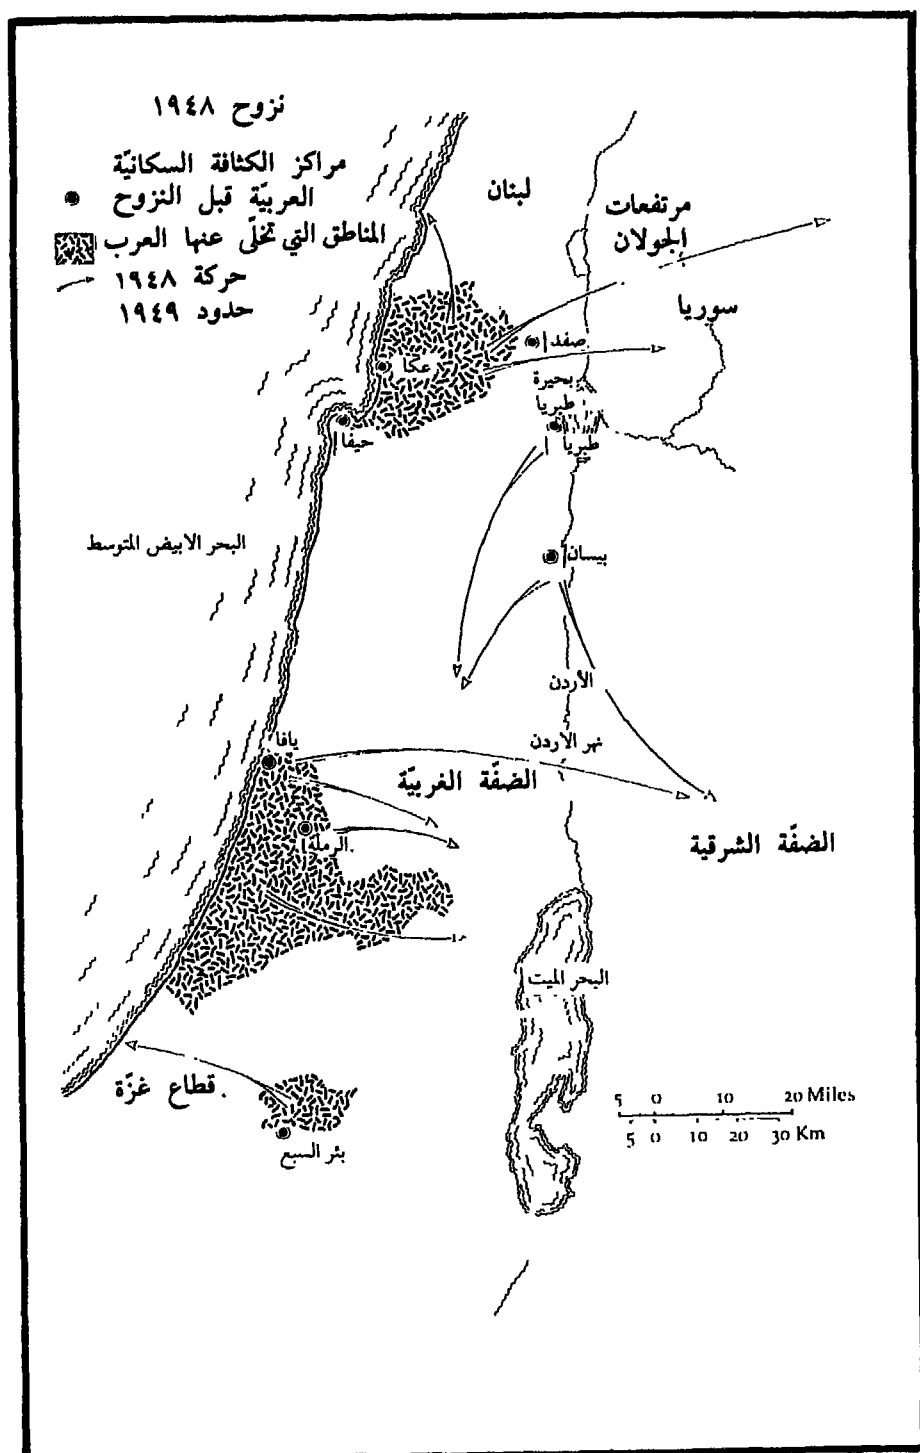 نزوح ١٩٤٨
مراكز الكثافة السكانيّة
العربيّة قبل النزوح
المناطق التي تخلّى عنها العرب
حركة ١٩٤٨
حدود ١٩٤٩
لبنان
مرتفعات
الجولان
سوريا
صفد
عكا
بحيرة
طبريا
طبريا
حيفا
البحر الابيض المتوسط
بيسان
الأردن
نهر الاردن
يافا
الضفّة الغربيّة
الرملة
الضفّة الشرقية
البحر الميت
قطاع غزّة
بئر السبع
5 0 10 20 Miles
5 0 10 20 30 Km